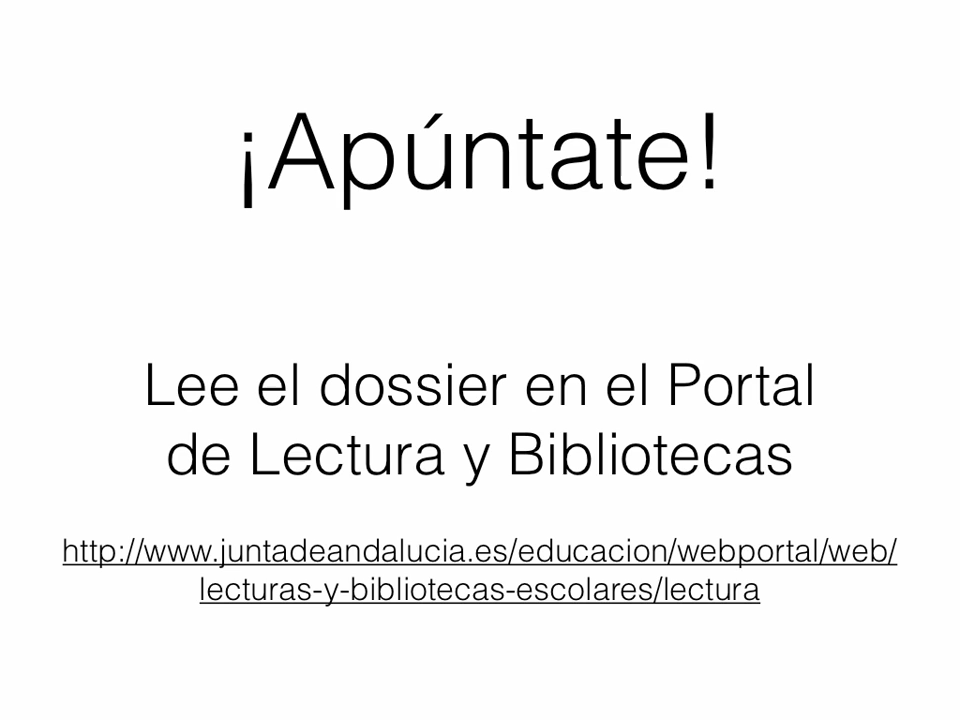 ¡Apúntate!
Lee el dossier en el Portal
de Lectura y Bibliotecas
http://www.juntadeandalucia.es/educacion/webportal/web/
lecturas-y-bibliotecas-escolares/lectura